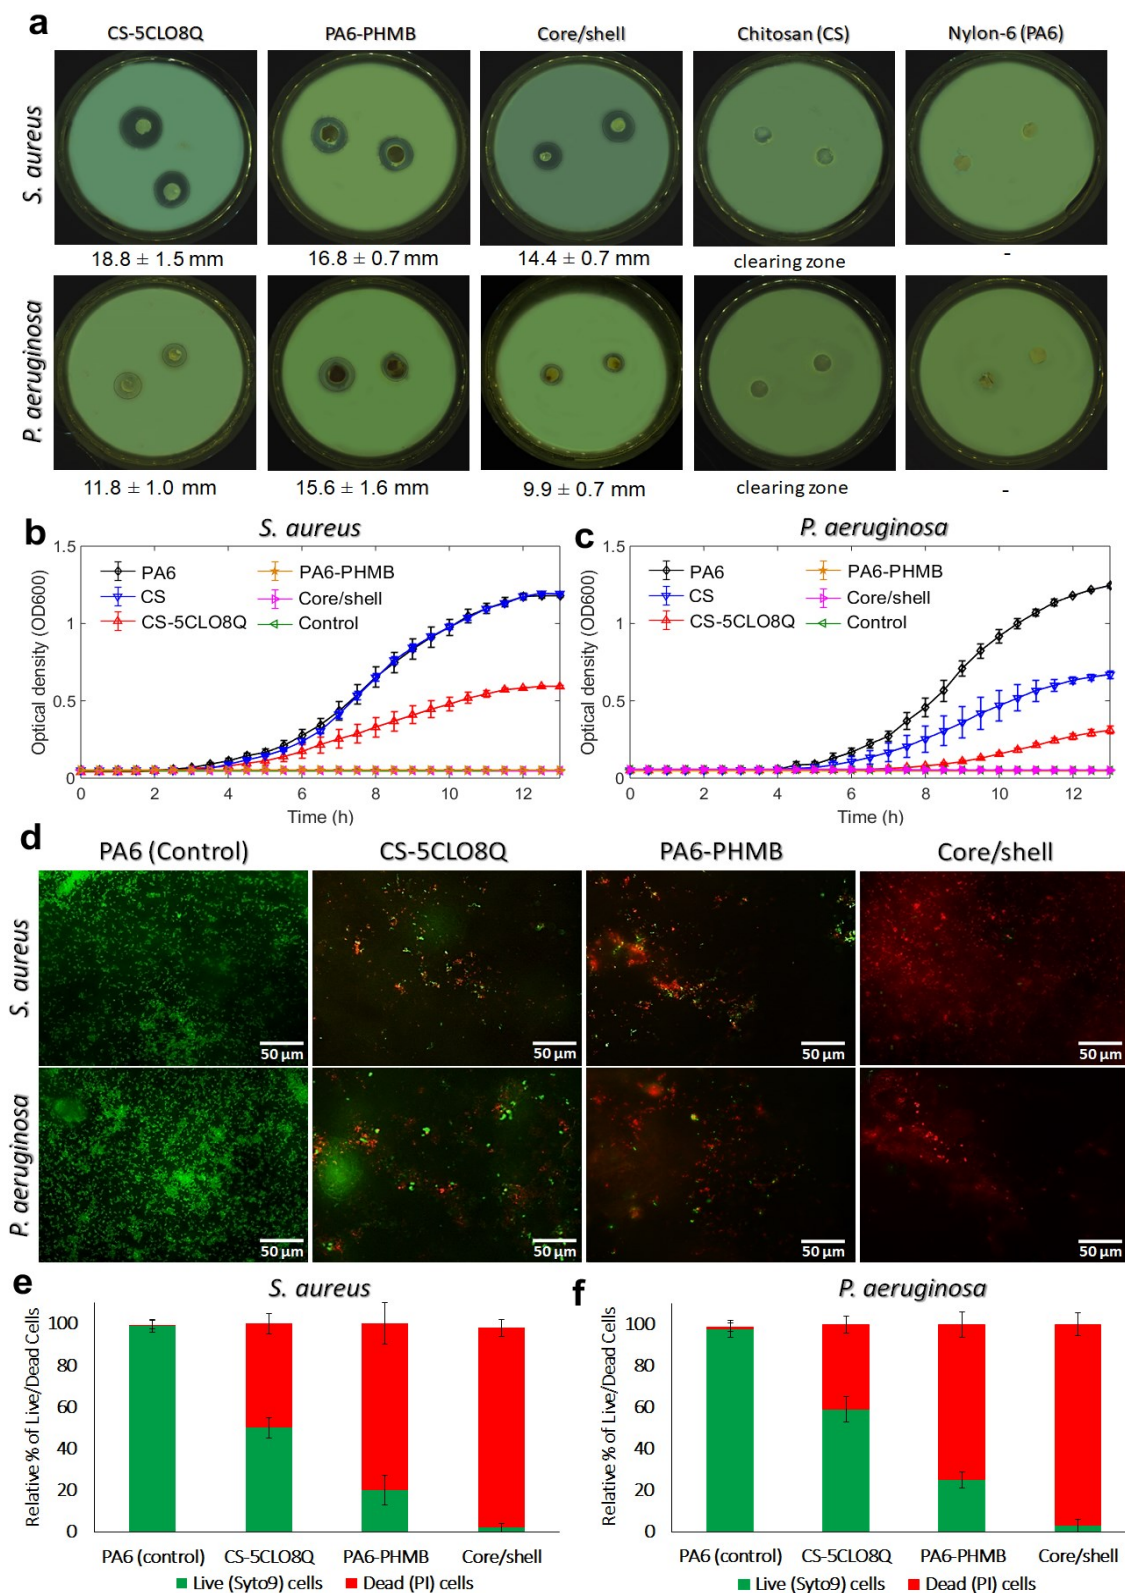 a
CS-5CLO8Q PA6-PHMB Core/shell Chitosan (CS) Nylon-6 (PA6)
S. aureus
18.8 ± 1.5 mm 16.8 ± 0.7 mm 14.4 ± 0.7 mm clearing zone -
P. aeruginosa
11.8 ± 1.0 mm 15.6 ± 1.6 mm 9.9 ± 0.7 mm clearing zone -
b S. aureus
Optical density (OD600)
1.5
1
0.5
0
PA6 PA6-PHMB
CS Core/shell
CS-5CLO8Q Control
0 2 4 6 8 10 12
Time (h)
c P. aeruginosa
Optical density (OD600)
1.5
1
0.5
0
PA6 PA6-PHMB
CS Core/shell
CS-5CLO8Q Control
0 2 4 6 8 10 12
Time (h)
d
PA6 (Control) CS-5CLO8Q PA6-PHMB Core/shell
S. aureus
50 µm 50 µm 50 µm 50 µm
P. aeruginosa
50 µm 50 µm 50 µm 50 µm
e S. aureus
Relative % of Live/Dead Cells
100
80
60
40
20
0
PA6 (control) CS-5CLO8Q PA6-PHMB Core/shell
Live (Syto9) cells Dead (PI) cells
f P. aeruginosa
Relative % of Live/Dead Cells
100
80
60
40
20
0
PA6 (control) CS-5CLO8Q PA6-PHMB Core/shell
Live (Syto9) cells Dead (PI) cells